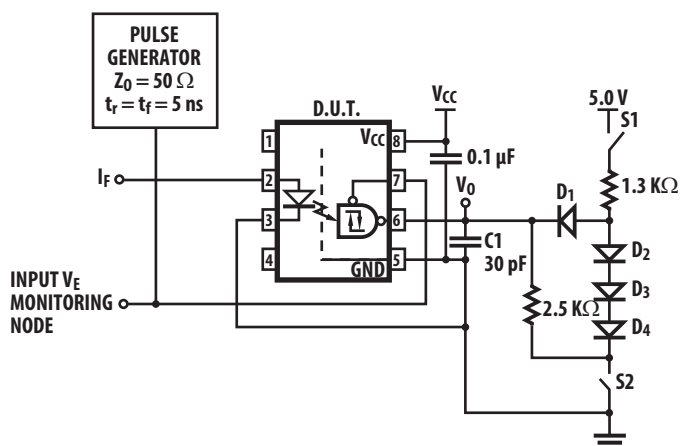 PULSE
GENERATOR
Z0 = 50 Ω
tr = tf = 5 ns
D.U.T.
VCC
5.0 V
S1
1
VCC
8
0.1 µF
1.3 KΩ
IF
2
7
VO
D1
3
6
C1
30 pF
D2
4
GND
5
D3
INPUT VE
MONITORING
NODE
2.5 KΩ
D4
S2